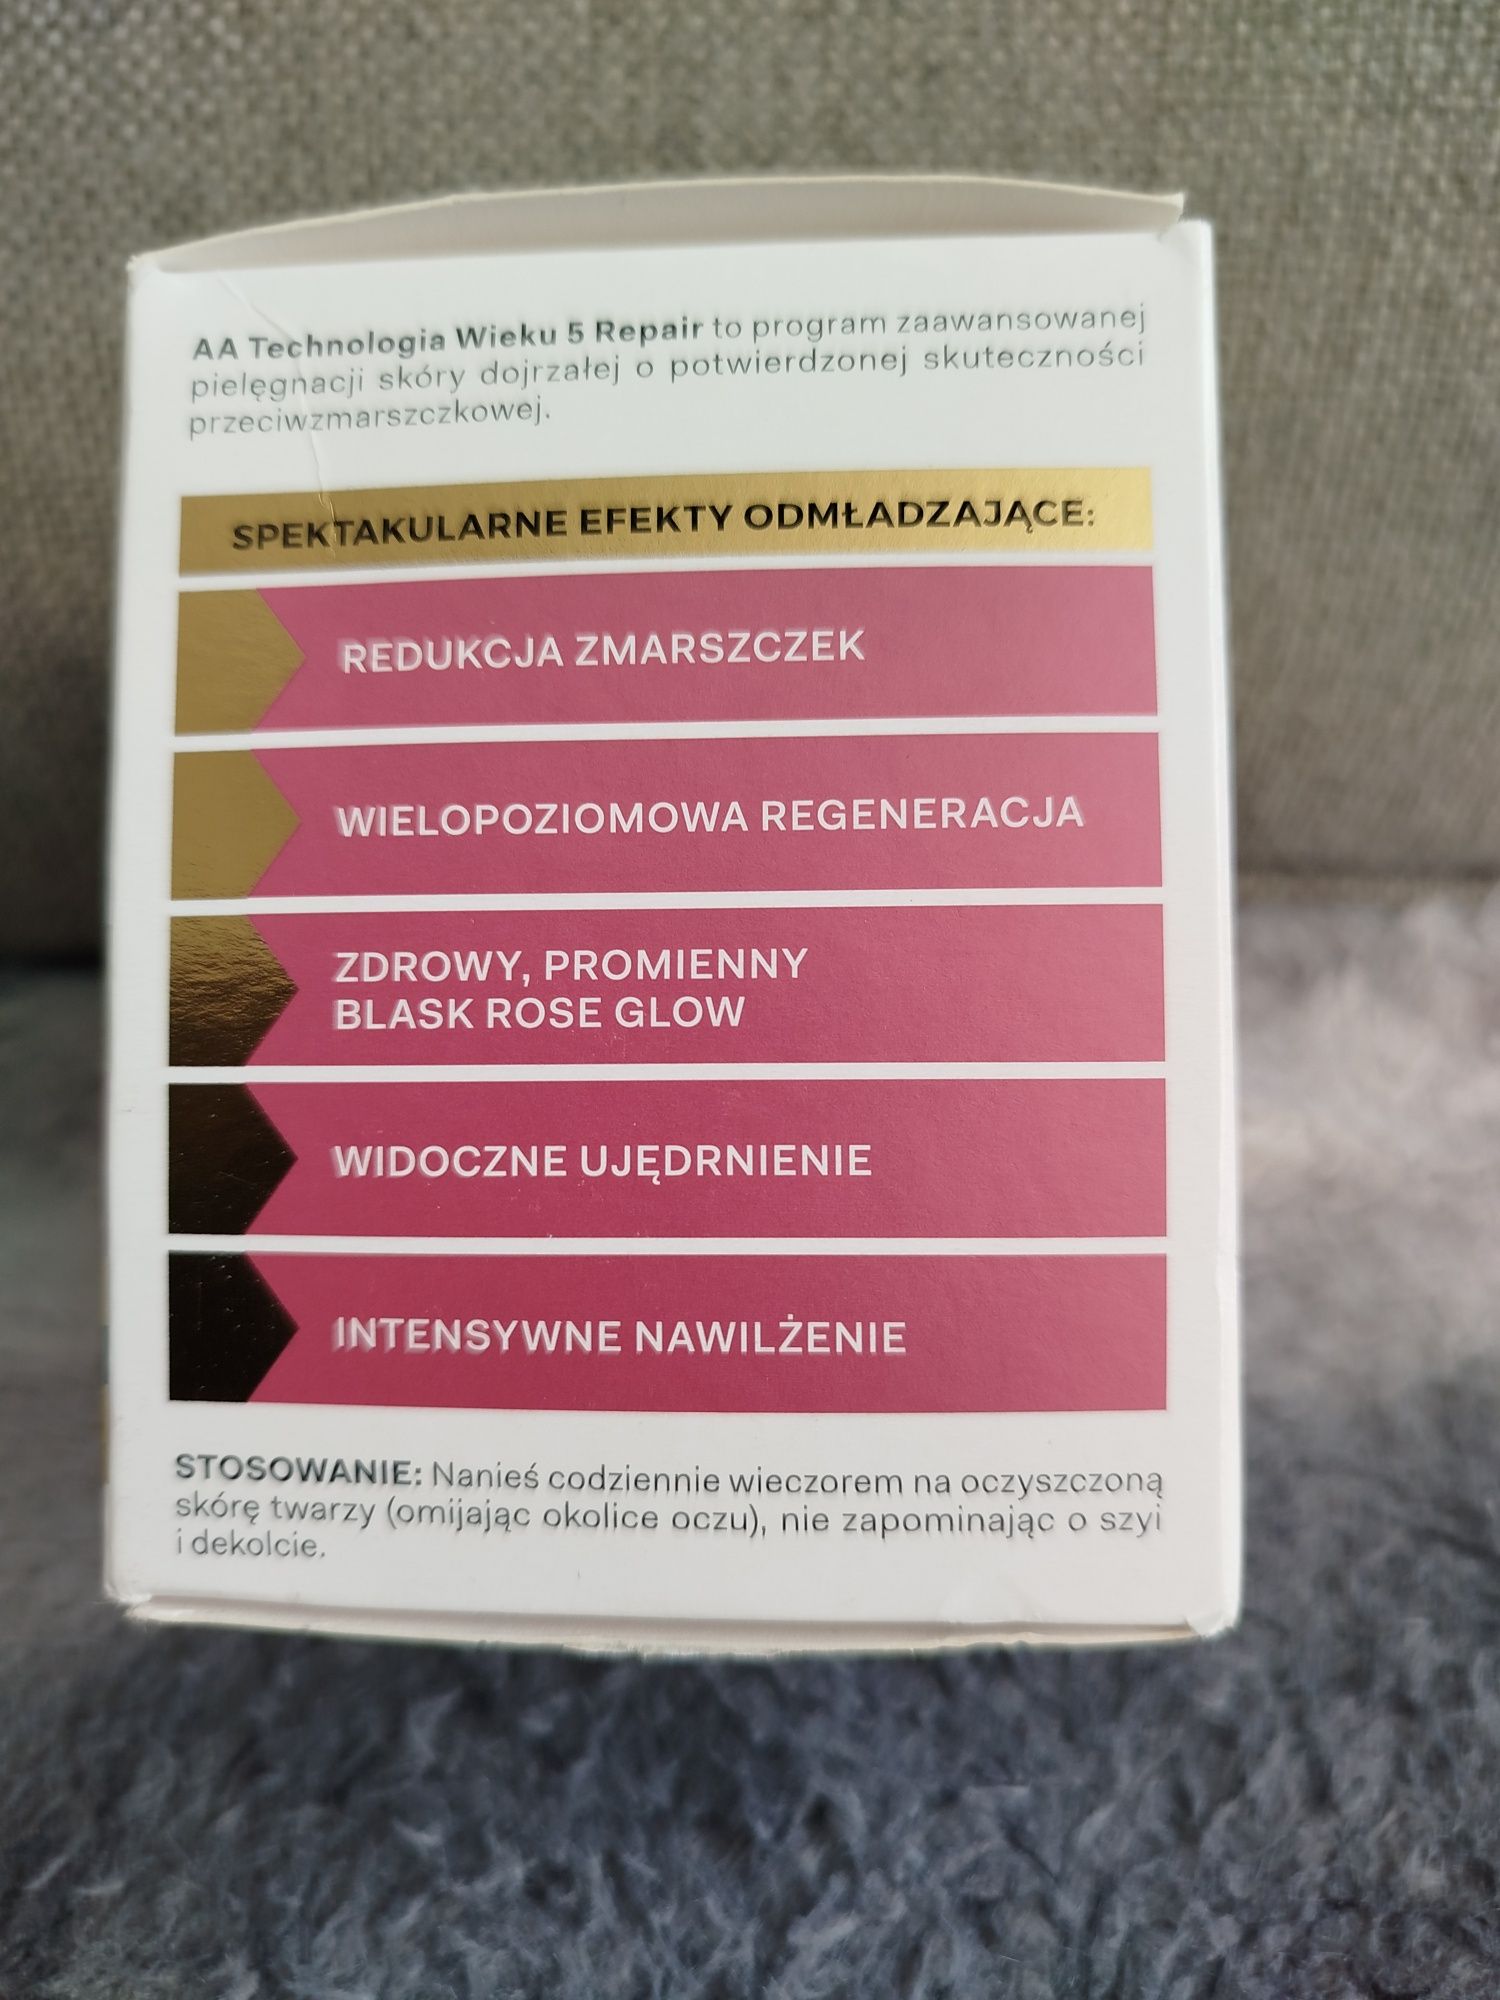 AA Technologia Wieku 5 Repair to program zaawansowanej
pielęgnacji skóry dojrzałej o potwierdzonej skuteczności
przeciwzmarszczkowej.
SPEKTAKULARNE EFEKTY ODMŁADZAJĄCE:
REDUKCJA ZMARSZCZEK
WIELOPOZIOMOWA REGENERACJA
ZDROWY, PROMIENNY
BLASK ROSE GLOW
WIDOCZNE UJĘDRNIENIE
INTENSYWNE NAWILŻENIE
STOSOWANIE: Nanieś codziennie wieczorem na oczyszczoną
skórę twarzy (omijając okolice oczu), nie zapominając o szyi
i dekolcie.